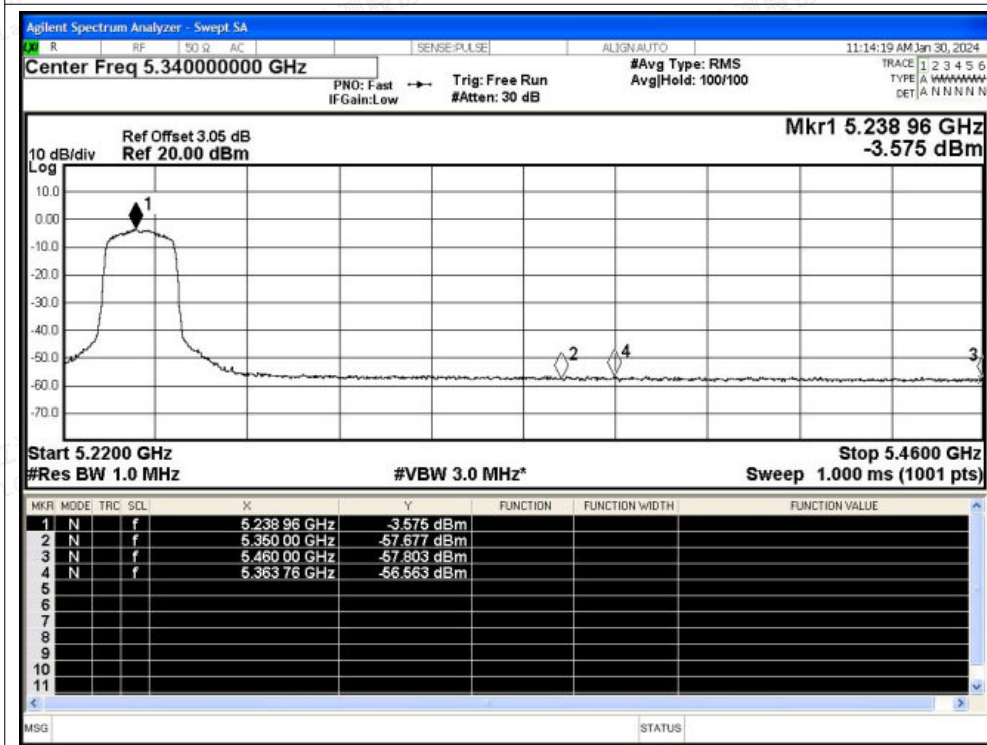 Agilent Spectrum Analyzer - Swept SA
LXI R RF 50 Ω AC SENSE:PULSE ALIGN AUTO 11:14:19 AM Jan 30, 2024
Center Freq 5.340000000 GHz
PNO: Fast
IFGain:Low
Trig: Free Run
#Atten: 30 dB
#Avg Type: RMS
Avg|Hold: 100/100
TRACE 1 2 3 4 5 6
TYPE A WWWWW
DET A N N N N N
Ref Offset 3.05 dB
10 dB/div Ref 20.00 dBm
Log
Mkr1 5.238 96 GHz
-3.575 dBm
10.0
0.00
-10.0
-20.0
-30.0
-40.0
-50.0
-60.0
-70.0
1
2
4
3
Start 5.2200 GHz Stop 5.4600 GHz
#Res BW 1.0 MHz #VBW 3.0 MHz* Sweep 1.000 ms (1001 pts)
MKR MODE TRC SCL X Y FUNCTION FUNCTION WIDTH FUNCTION VALUE
1 N f 5.238 96 GHz -3.575 dBm
2 N f 5.350 00 GHz -57.677 dBm
3 N f 5.460 00 GHz -57.803 dBm
4 N f 5.363 76 GHz -56.563 dBm
5
6
7
8
9
10
11
MSG STATUS